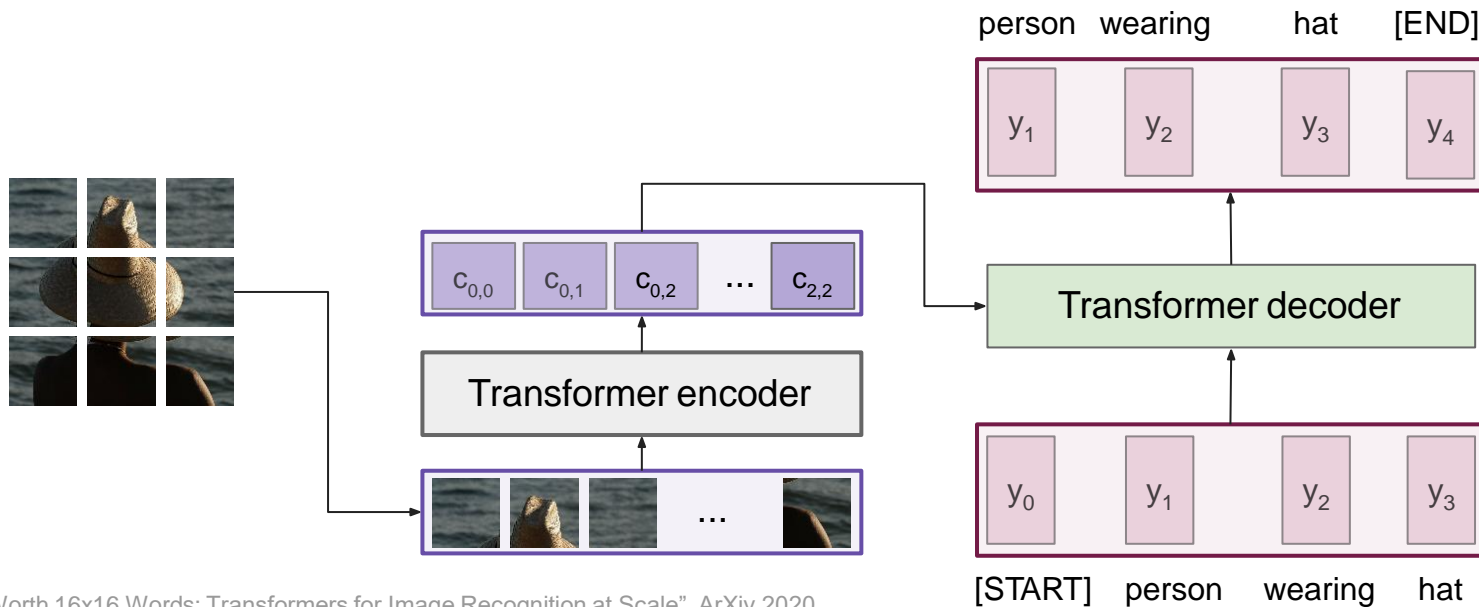 person wearing hat [END]
y1 y2 y3 y4
c0,0 c0,1 c0,2 ... c2,2
Transformer decoder
Transformer encoder
...
y0 y1 y2 y3
[START] person wearing hat
Worth 16x16 Words: Transformers for Image Recognition at Scale", ArXiv 2020